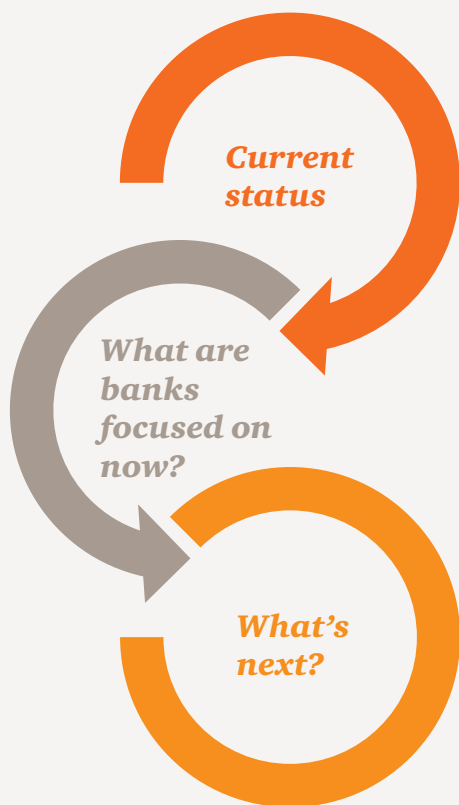 Current
status
What are
banks
focused on
now?
What's
next?